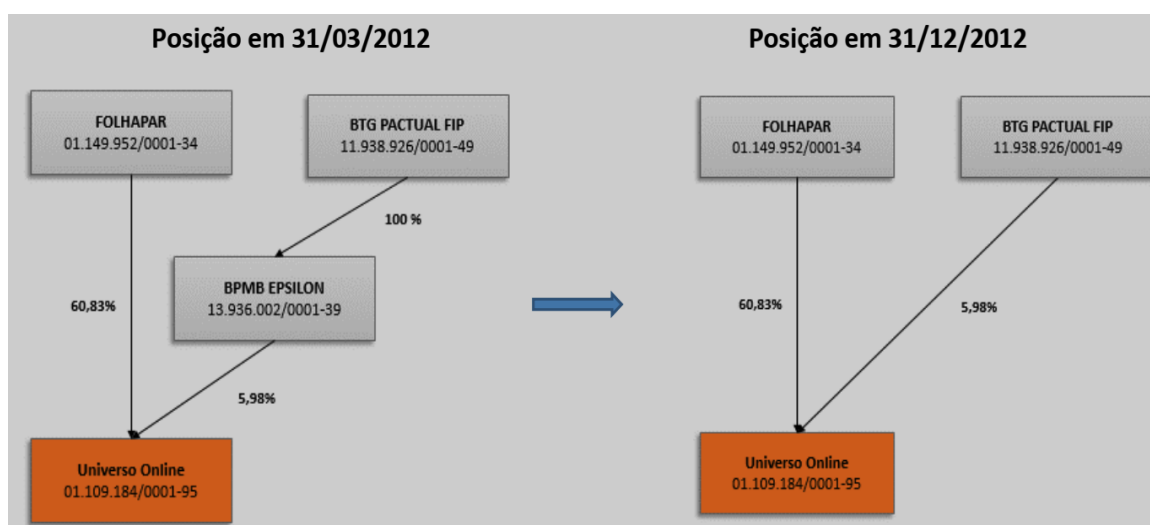 Posição em 31/03/2012
FOLHAPAR
01.149.952/0001-34
BTG PACTUAL FIP
11.938.926/0001-49
100 %
BPMB EPSILON
13.936.002/0001-39
60,83%
5,98%
Universo Online
01.109.184/0001-95
Posição em 31/12/2012
FOLHAPAR
01.149.952/0001-34
BTG PACTUAL FIP
11.938.926/0001-49
60,83%
5,98%
Universo Online
01.109.184/0001-95